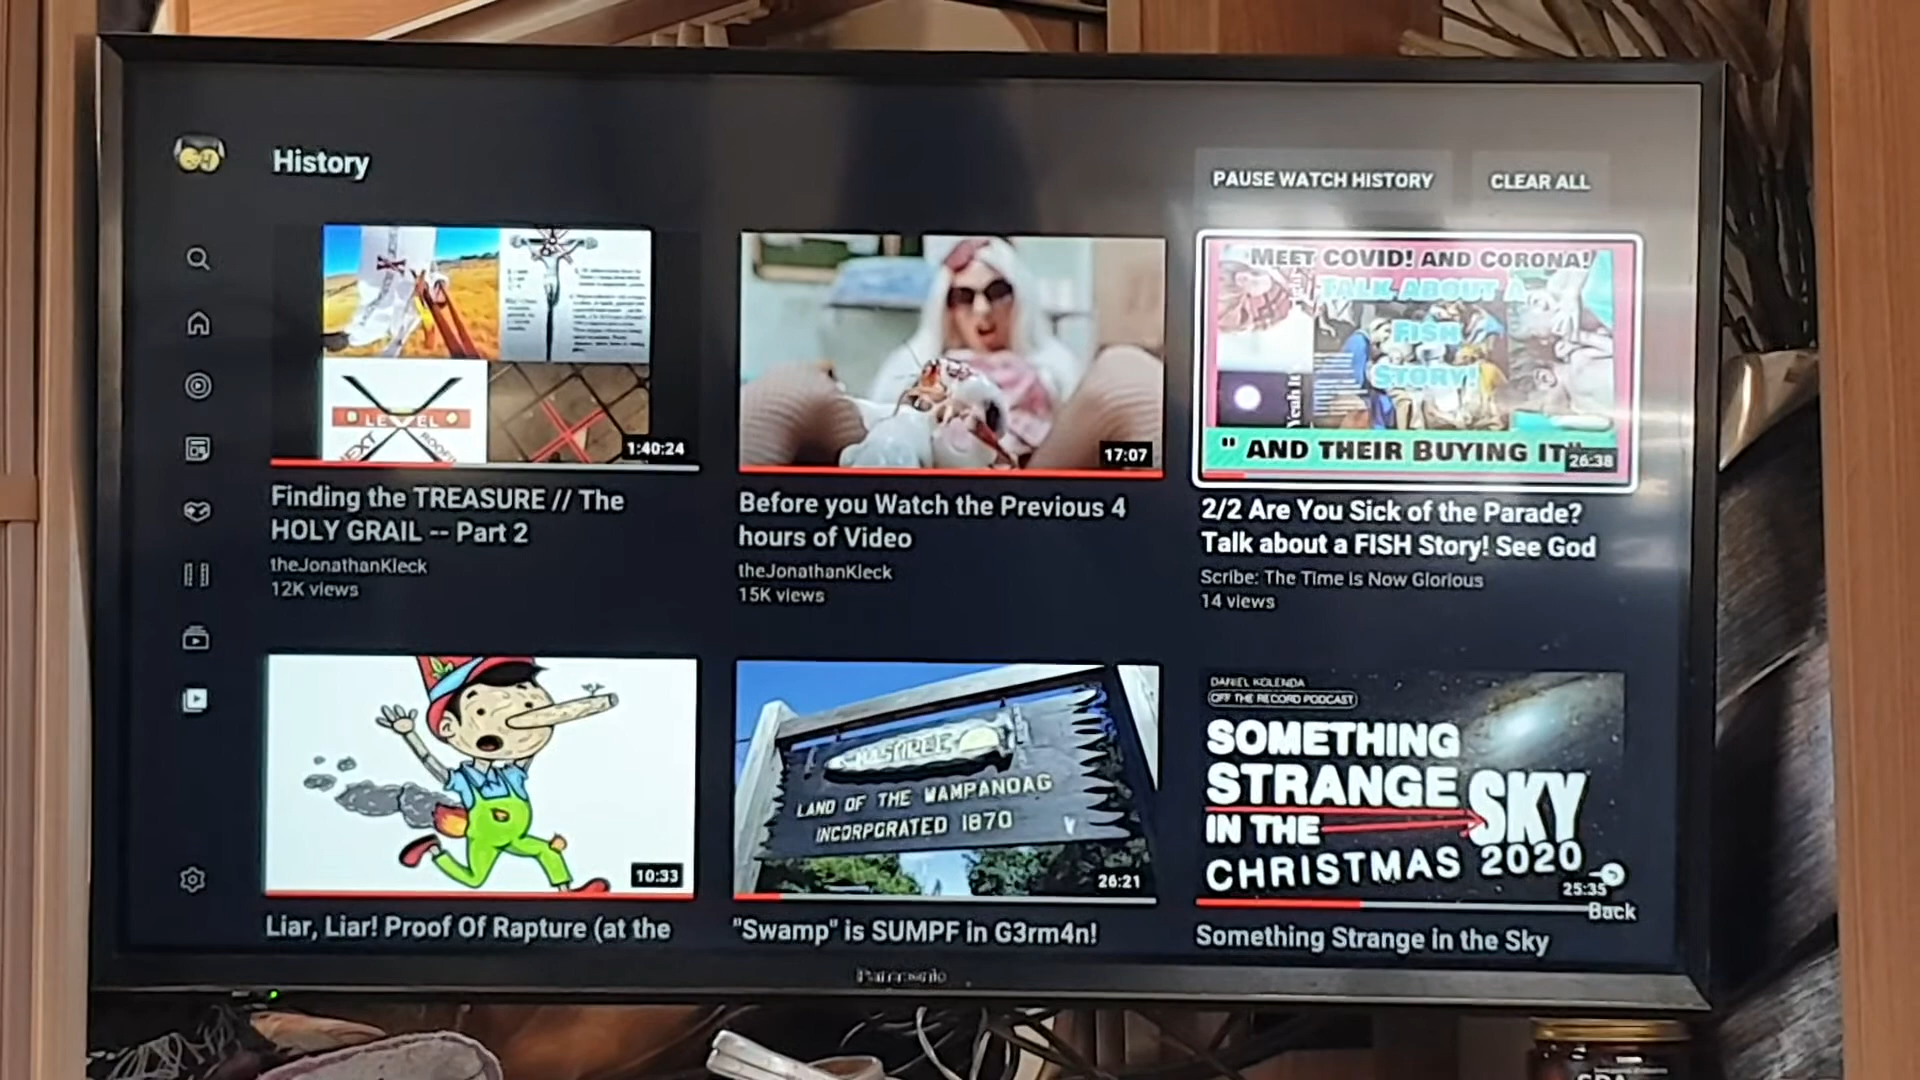 History
PAUSE WATCH HISTORY
CLEAR ALL
LEVEL
NEXT
1:40:24
Finding the TREASURE // The
HOLY GRAIL -- Part 2
theJonathanKleck
12K views
17:07
Before you Watch the Previous 4
hours of Video
theJonathanKleck
15K views
MEET COVID! AND CORONA!
TALK ABOUT A
FISH
STORY!
Yeah It
" AND THEIR BUYING IT"
26:38
2/2 Are You Sick of the Parade?
Talk about a FISH Story! See God
Scribe: The Time Is Now Glorious
14 views
10:33
Liar, Liar! Proof Of Rapture (at the
LAND OF THE WAMPANOAG
INCORPORATED 1870
26:21
"Swamp" is SUMPF in G3rm4n!
DANIEL KOLENDA
OFF THE RECORD PODCAST
SOMETHING
STRANGE
IN THE SKY
CHRISTMAS 2020
25:35
Back
Something Strange in the Sky
Panasonic